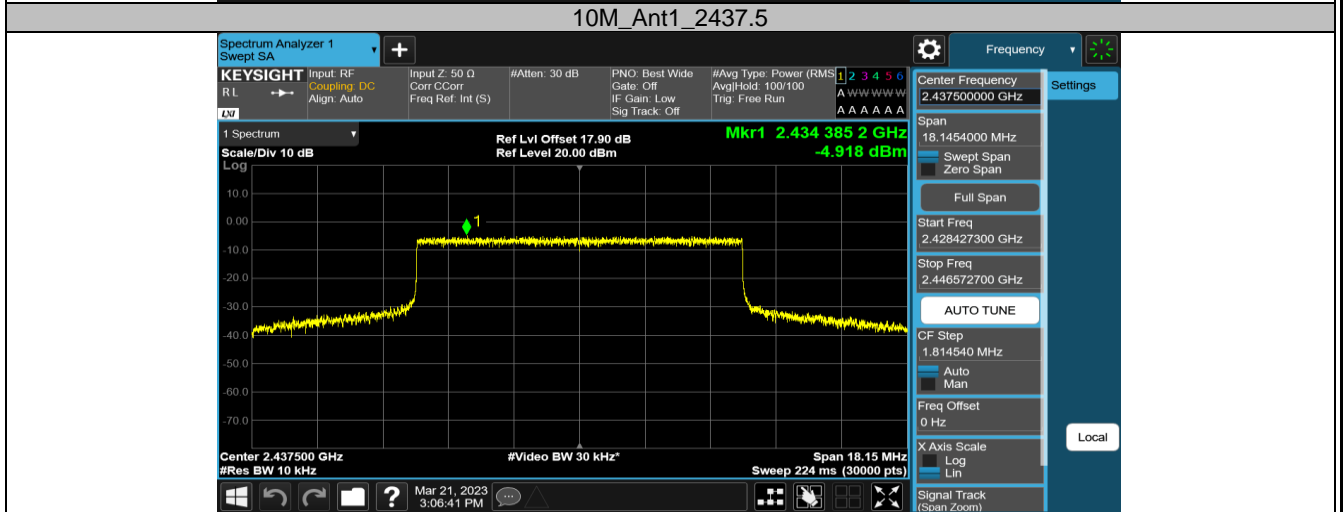 10M_Ant1_2437.5
Spectrum Analyzer 1
Swept SA
Frequency
KEYSIGHT
RL
LXI
Input: RF
Coupling: DC
Align: Auto
Input Z: 50 Ω
Corr CCorr
Freq Ref: Int (S)
#Atten: 30 dB
PNO: Best Wide
Gate: Off
IF Gain: Low
Sig Track: Off
#Avg Type: Power (RMS
Avg|Hold: 100/100
Trig: Free Run
1 2 3 4 5 6
A W W W W W
A A A A A A
1 Spectrum
Scale/Div 10 dB
Log
Ref Lvl Offset 17.90 dB
Ref Level 20.00 dBm
Mkr1 2.434 385 2 GHz
-4.918 dBm
10.0
0.00
-10.0
-20.0
-30.0
-40.0
-50.0
-60.0
-70.0
1
Center 2.437500 GHz
#Res BW 10 kHz
#Video BW 30 kHz*
Span 18.15 MHz
Sweep 224 ms (30000 pts)
Mar 21, 2023
3:06:41 PM
?
Center Frequency
2.437500000 GHz
Settings
Span
18.1454000 MHz
Swept Span
Zero Span
Full Span
Start Freq
2.428427300 GHz
Stop Freq
2.446572700 GHz
AUTO TUNE
CF Step
1.814540 MHz
Auto
Man
Freq Offset
0 Hz
Local
X Axis Scale
Log
Lin
Signal Track
(Span Zoom)